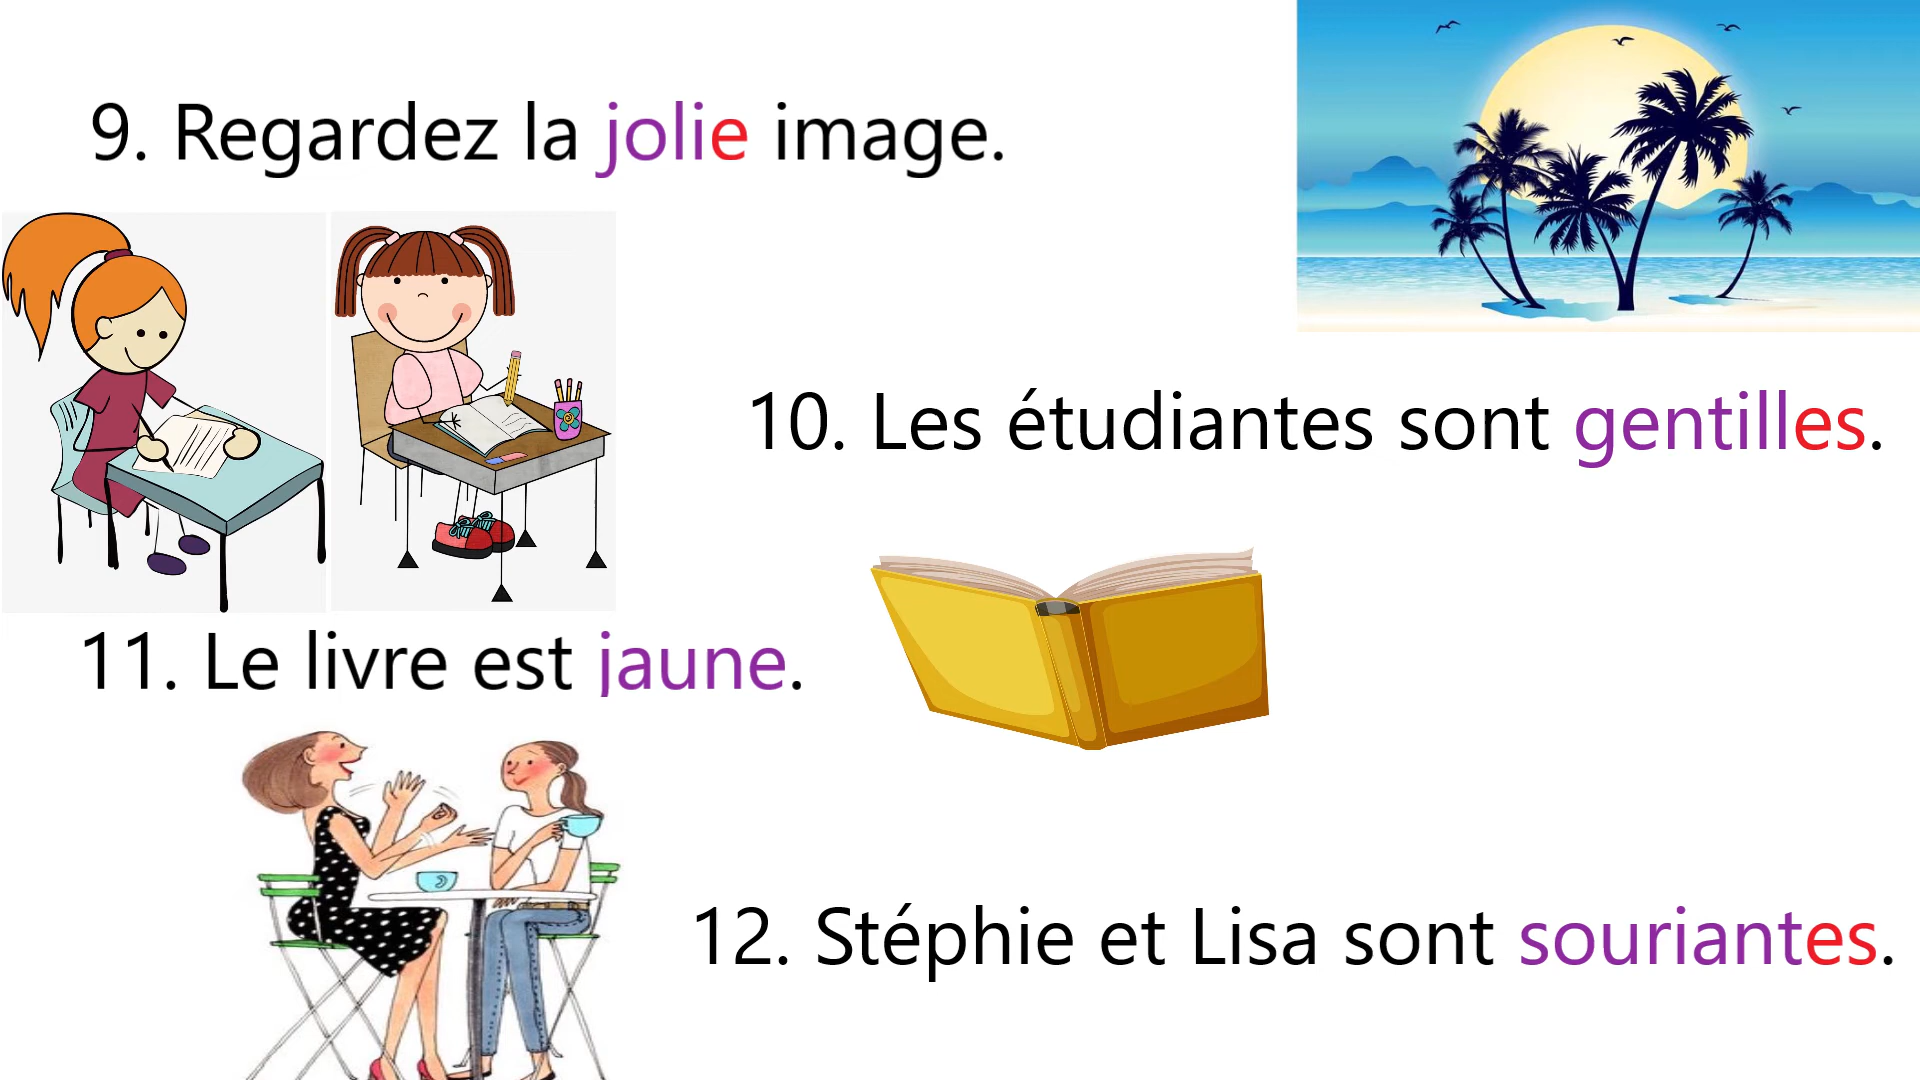 9. Regardez la jolie image.
10. Les étudiantes sont gentilles.
11. Le livre est jaune.
12. Stéphie et Lisa sont souriantes.